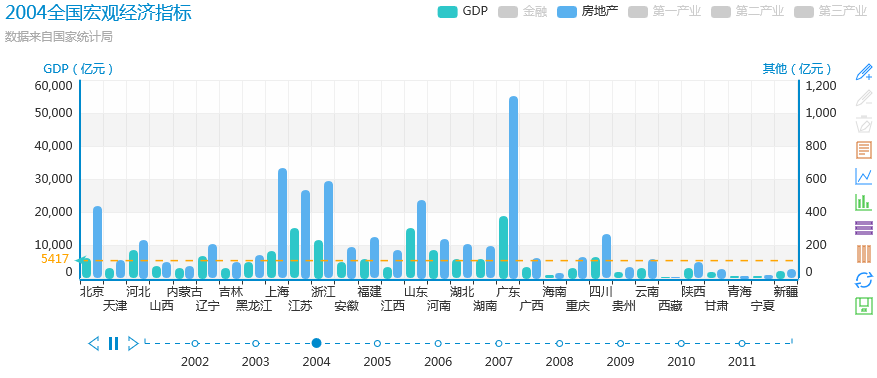 2004全国宏观经济指标
数据来自国家统计局
GDP 金融 房地产 第一产业 第二产业 第三产业
GDP（亿元） 其他（亿元）
60,000 1,200
50,000 1,000
40,000 800
30,000 600
20,000 400
10,000 200
5417
0 0
北京 河北 内蒙古 吉林 上海 浙江 福建 山东 湖北 广东 海南 四川 云南 陕西 青海 新疆
天津 山西 辽宁 黑龙江 江苏 安徽 江西 河南 湖南 广西 重庆 贵州 西藏 甘肃 宁夏
2002 2003 2004 2005 2006 2007 2008 2009 2010 2011